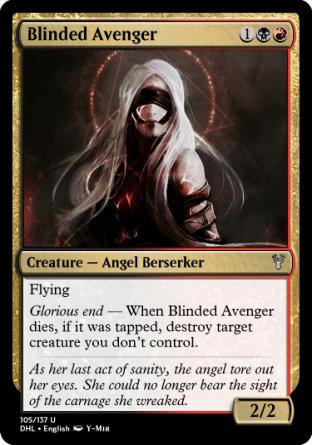 Blinded Avenger 1
Creature — Angel Berserker
Flying
Glorious end — When Blinded Avenger
dies, if it was tapped, destroy target
creature you don't control.
As her last act of sanity, the angel tore out
her eyes. She could no longer bear the sight
of the carnage she wreaked.
2/2
105/137 U
DHL • English Y-Mir